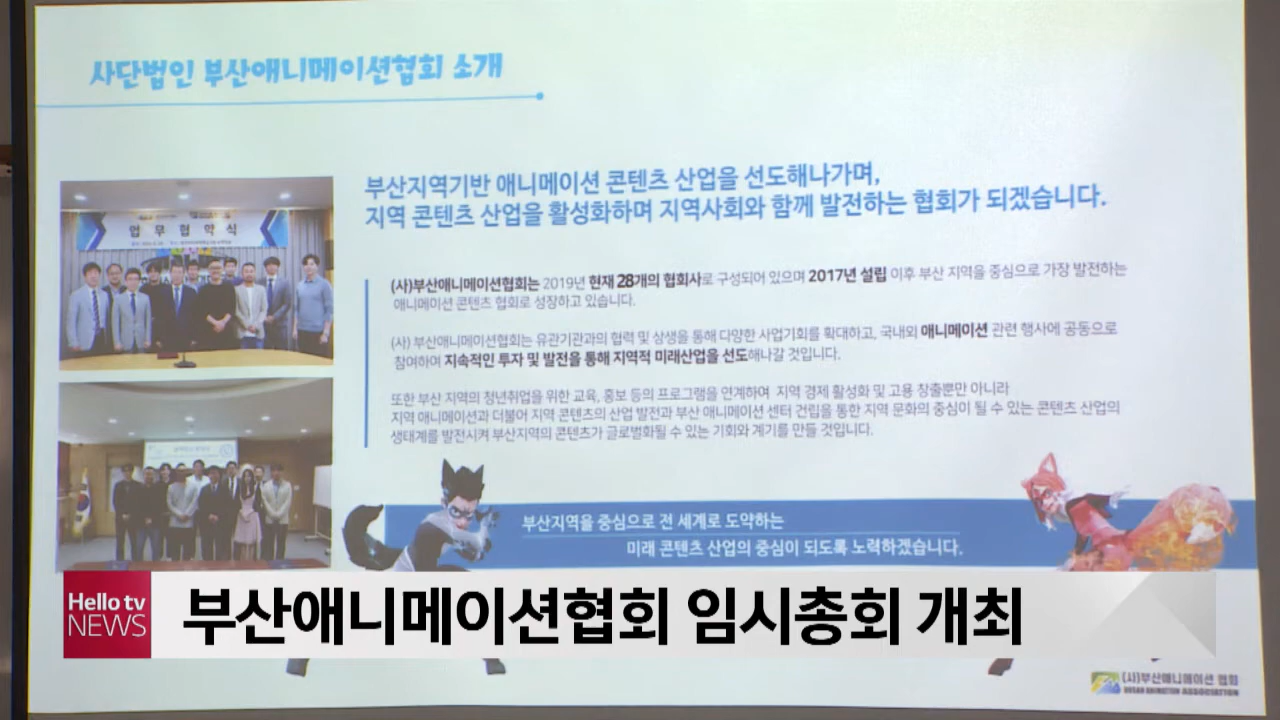 사단법인 부산애니메이션협회 소개
부산지역기반 애니메이션 콘텐츠 산업을 선도해나가며,
지역 콘텐츠 산업을 활성화하며 지역사회와 함께 발전하는 협회가 되겠습니다.
업무협약식
(사)부산애니메이션협회는 2019년 현재 28개의 협회사로 구성되어 있으며 2017년 설립 이후 부산 지역을 중심으로 가장 발전하는
애니메이션 콘텐츠 협회로 성장하고 있습니다.
(사) 부산애니메이션협회는 유관기관과의 협력 및 상생을 통해 다양한 사업기회를 확대하고, 국내외 애니메이션 관련 행사에 공동으로
참여하여 지속적인 투자 및 발전을 통해 지역적 미래산업을 선도해나갈 것입니다.
또한 부산 지역의 청년취업을 위한 교육, 홍보 등의 프로그램을 연계하여 지역 경제 활성화 및 고용 창출뿐만 아니라
지역 애니메이션과 더불어 지역 콘텐츠의 산업 발전과 부산 애니메이션 센터 건립을 통한 지역 문화의 중심이 될 수 있는 콘텐츠 산업의
생태계를 발전시켜 부산지역의 콘텐츠가 글로벌화될 수 있는 기회와 계기를 만들 것입니다.
부산지역을 중심으로 전 세계로 도약하는
미래 콘텐츠 산업의 중심이 되도록 노력하겠습니다.
Hello tv
NEWS
부산애니메이션협회 임시총회 개최
(사)부산애니메이션 협회
BUSAN ANIMATION ASSOCIATION